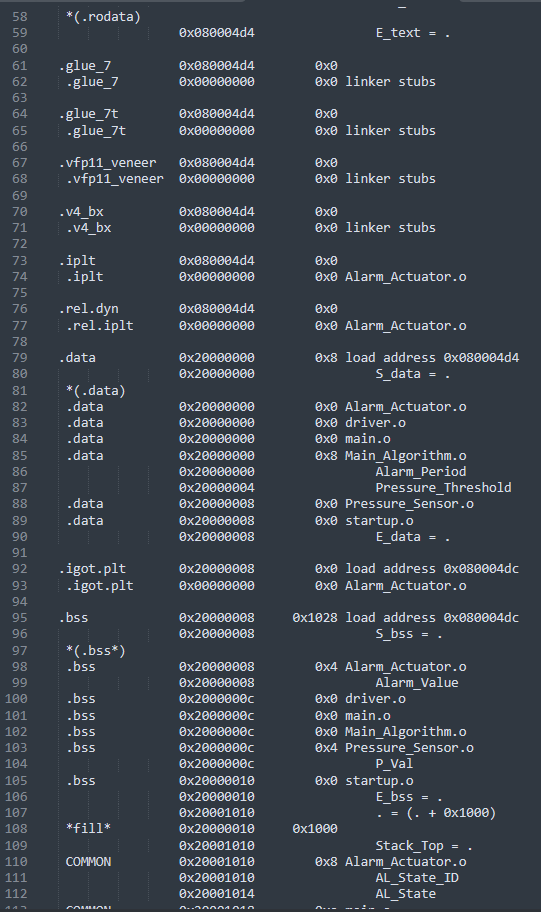 58 *(.rodata)
59 0x080004d4 E_text = .
60
61 .glue_7 0x080004d4 0x0
62 .glue_7 0x00000000 0x0 linker stubs
63
64 .glue_7t 0x080004d4 0x0
65 .glue_7t 0x00000000 0x0 linker stubs
66
67 .vfp11_veneer 0x080004d4 0x0
68 .vfp11_veneer 0x00000000 0x0 linker stubs
69
70 .v4_bx 0x080004d4 0x0
71 .v4_bx 0x00000000 0x0 linker stubs
72
73 .iplt 0x080004d4 0x0
74 .iplt 0x00000000 0x0 Alarm_Actuator.o
75
76 .rel.dyn 0x080004d4 0x0
77 .rel.iplt 0x00000000 0x0 Alarm_Actuator.o
78
79 .data 0x20000000 0x8 load address 0x080004d4
80 0x20000000 S_data = .
81 *(.data)
82 .data 0x20000000 0x0 Alarm_Actuator.o
83 .data 0x20000000 0x0 driver.o
84 .data 0x20000000 0x0 main.o
85 .data 0x20000000 0x8 Main_Algorithm.o
86 0x20000000 Alarm_Period
87 0x20000004 Pressure_Threshold
88 .data 0x20000008 0x0 Pressure_Sensor.o
89 .data 0x20000008 0x0 startup.o
90 0x20000008 E_data = .
91
92 .igot.plt 0x20000008 0x0 load address 0x080004dc
93 .igot.plt 0x00000000 0x0 Alarm_Actuator.o
94
95 .bss 0x20000008 0x1028 load address 0x080004dc
96 0x20000008 S_bss = .
97 *(.bss*)
98 .bss 0x20000008 0x4 Alarm_Actuator.o
99 0x20000008 Alarm_Value
100 .bss 0x2000000c 0x0 driver.o
101 .bss 0x2000000c 0x0 main.o
102 .bss 0x2000000c 0x0 Main_Algorithm.o
103 .bss 0x2000000c 0x4 Pressure_Sensor.o
104 0x2000000c P_Val
105 .bss 0x20000010 0x0 startup.o
106 0x20000010 E_bss = .
107 0x20001010 . = (. + 0x1000)
108 *fill* 0x20000010 0x1000
109 0x20001010 Stack_Top = .
110 COMMON 0x20001010 0x8 Alarm_Actuator.o
111 0x20001010 AL_State_ID
112 0x20001014 AL_State